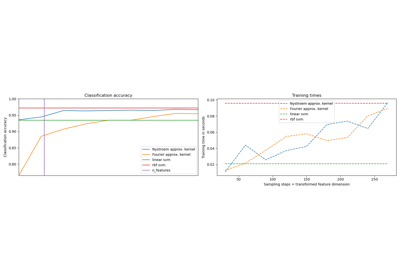 Classification accuracy
1.00
0.95
0.90
0.85
0.80
Classification accuracy
Nystroem approx. kernel
Fourier approx. kernel
linear svm
rbf svm
n_features
Training times
0.10
0.08
0.06
0.04
0.02
Training time in seconds
Nystroem approx. kernel
Fourier approx. kernel
linear svm
rbf svm
50
100
150
200
250
Sampling steps = transformed feature dimension